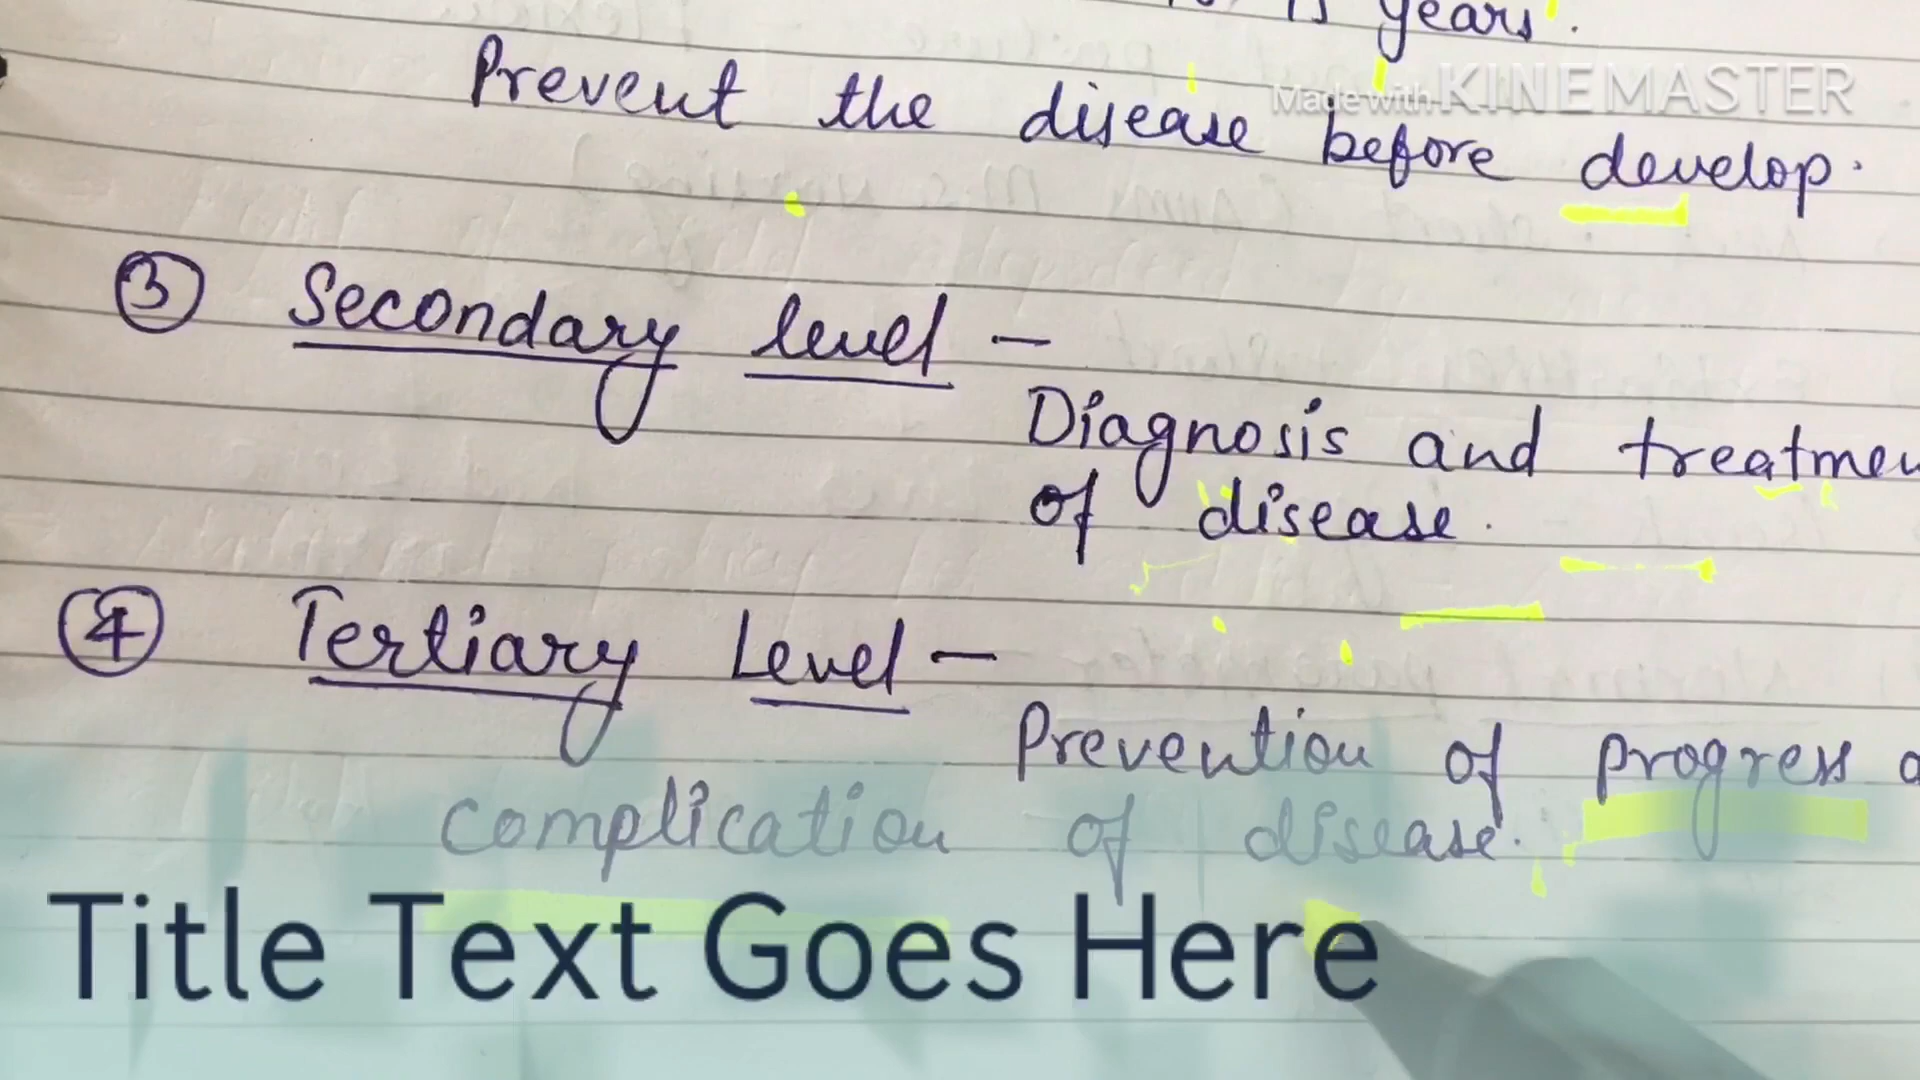 years.
Prevent the disease before develop.
Made with KINEMASTER
③ Secondary level —
Diagnosis and treatmen
of disease.
④ Tertiary Level —
Prevention of progress
complication of disease.
Title Text Goes Here